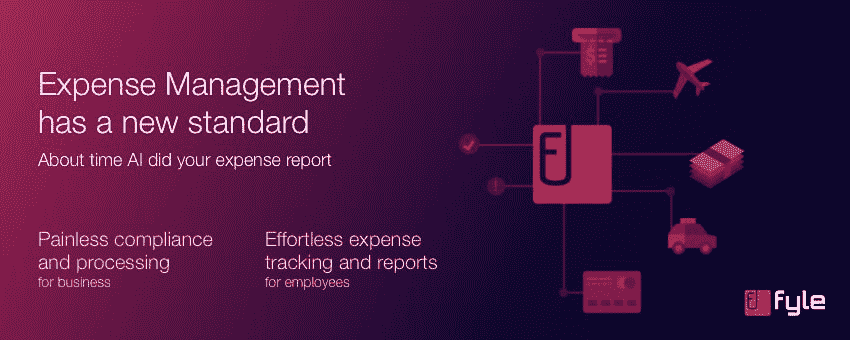 Expense Management
has a new standard
About time AI did your expense report
Painless compliance
and processing
for business
Effortless expense
tracking and reports
for employees
fyle